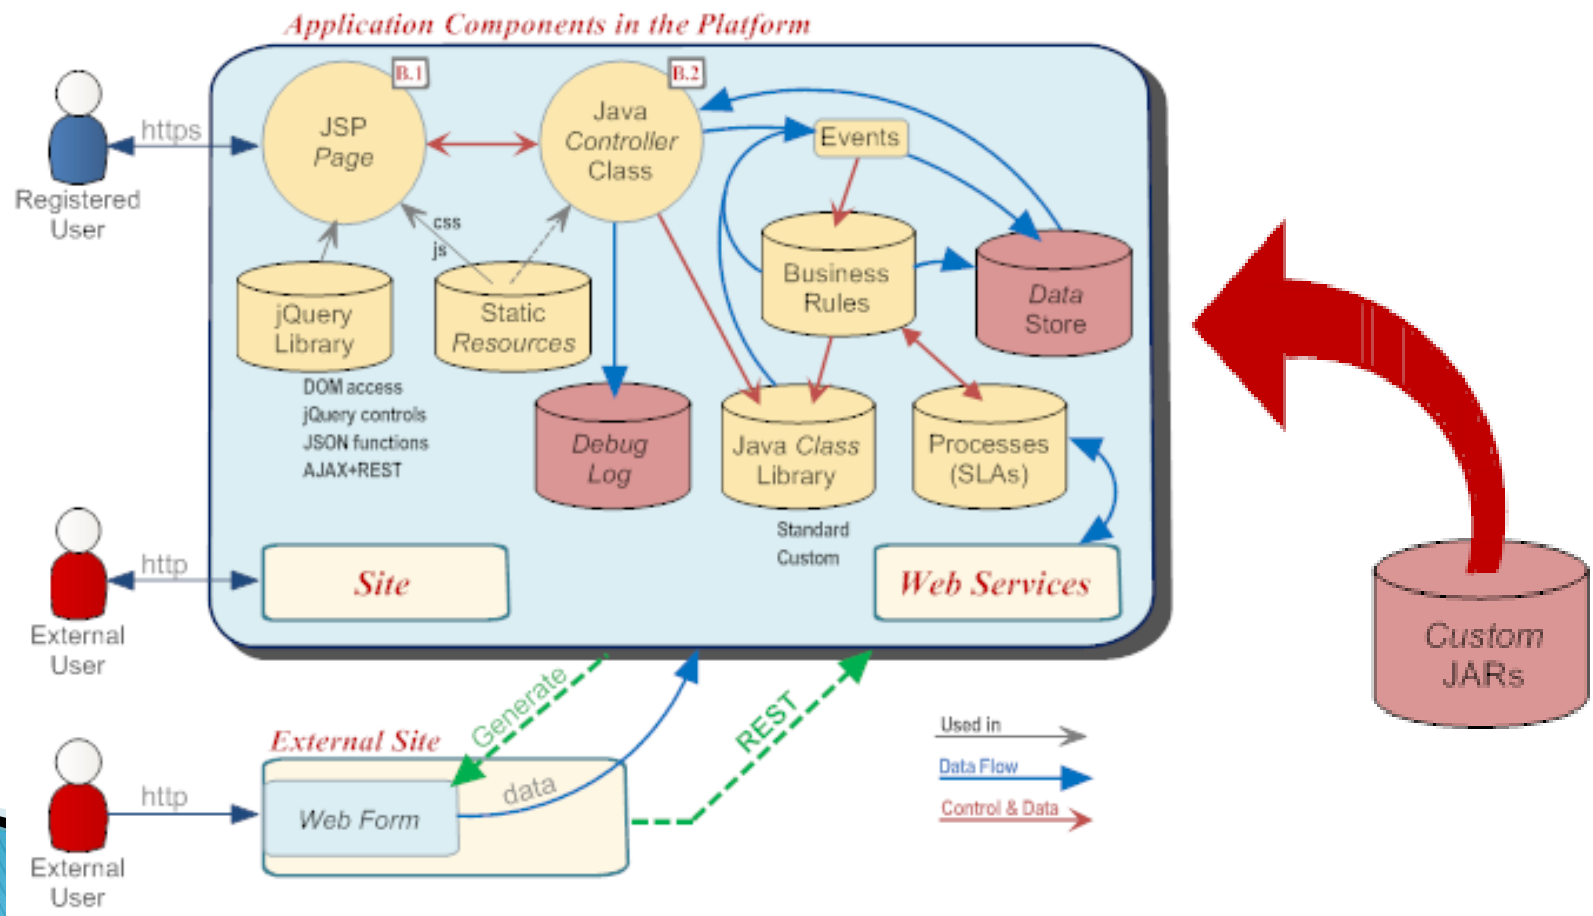 Application Components in the Platform
B.1
B.2
JSP
Page
Java
Controller
Class
Events
https
Registered
User
css
js
Business
Rules
Data
Store
jQuery
Library
Static
Resources
DOM access
jQuery controls
JSON functions
AJAX+REST
Debug
Log
Java Class
Library
Processes
(SLAs)
Standard
Custom
http
External
User
Site
Web Services
Custom
JARs
Generate
REST
External Site
data
Web Form
http
External
User
Used in
Data Flow
Control & Data